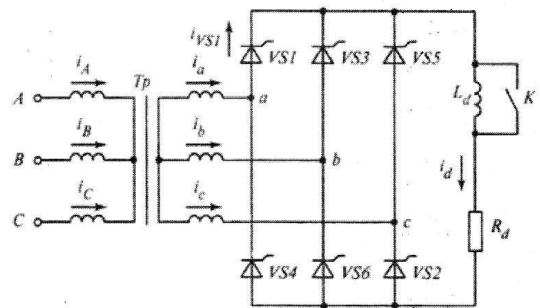 i_VS1
VS1 VS3 VS5
i_A Tp i_a
A a
L_d K
i_B i_b
B b
i_d
i_C i_c
C c
R_d
VS4 VS6 VS2